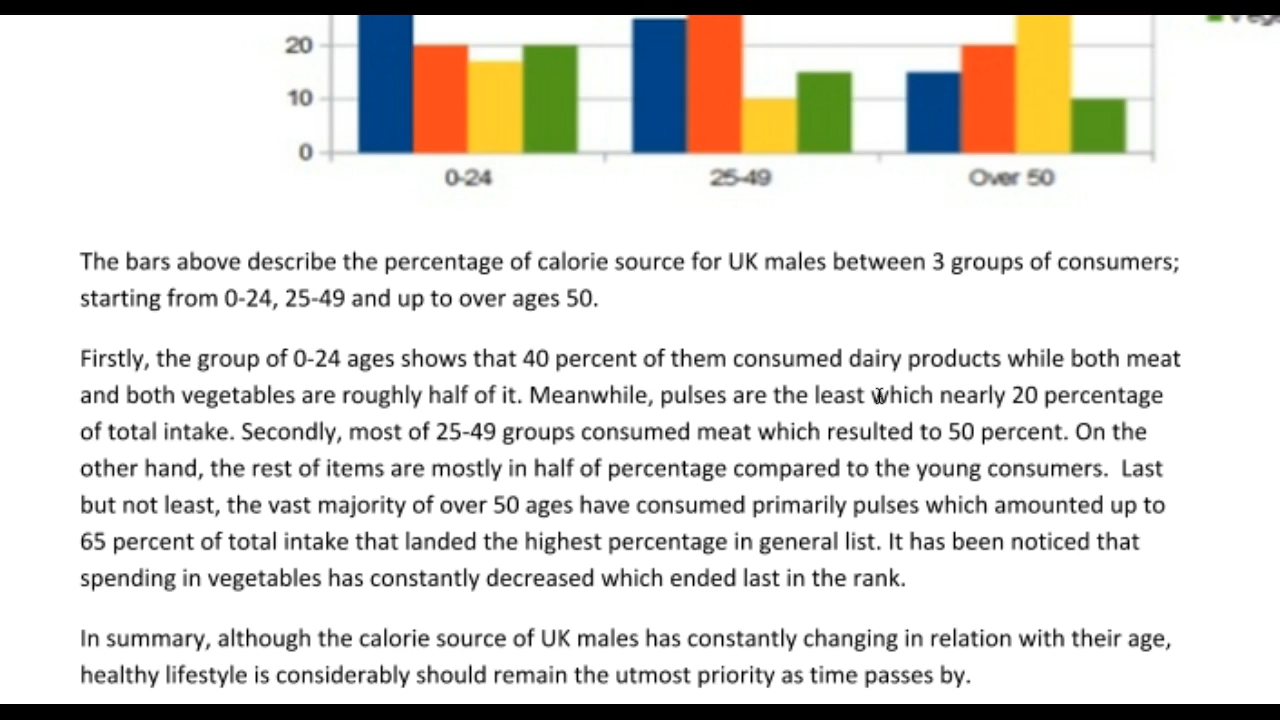 20
10
0
0-24 25-49 Over 50
The bars above describe the percentage of calorie source for UK males between 3 groups of consumers;
starting from 0-24, 25-49 and up to over ages 50.
Firstly, the group of 0-24 ages shows that 40 percent of them consumed dairy products while both meat
and both vegetables are roughly half of it. Meanwhile, pulses are the least which nearly 20 percentage
of total intake. Secondly, most of 25-49 groups consumed meat which resulted to 50 percent. On the
other hand, the rest of items are mostly in half of percentage compared to the young consumers.  Last
but not least, the vast majority of over 50 ages have consumed primarily pulses which amounted up to
65 percent of total intake that landed the highest percentage in general list. It has been noticed that
spending in vegetables has constantly decreased which ended last in the rank.
In summary, although the calorie source of UK males has constantly changing in relation with their age,
healthy lifestyle is considerably should remain the utmost priority as time passes by.